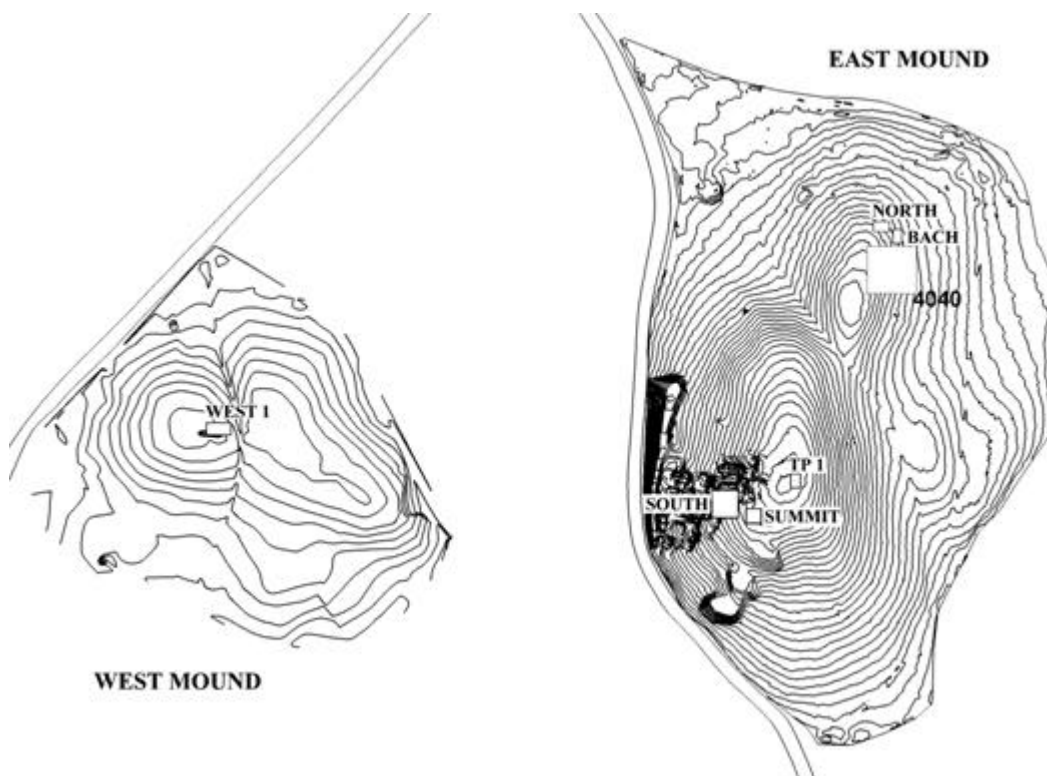 EAST MOUND
NORTH
BACH
4040
WEST 1
TP 1
SOUTH
SUMMIT
WEST MOUND